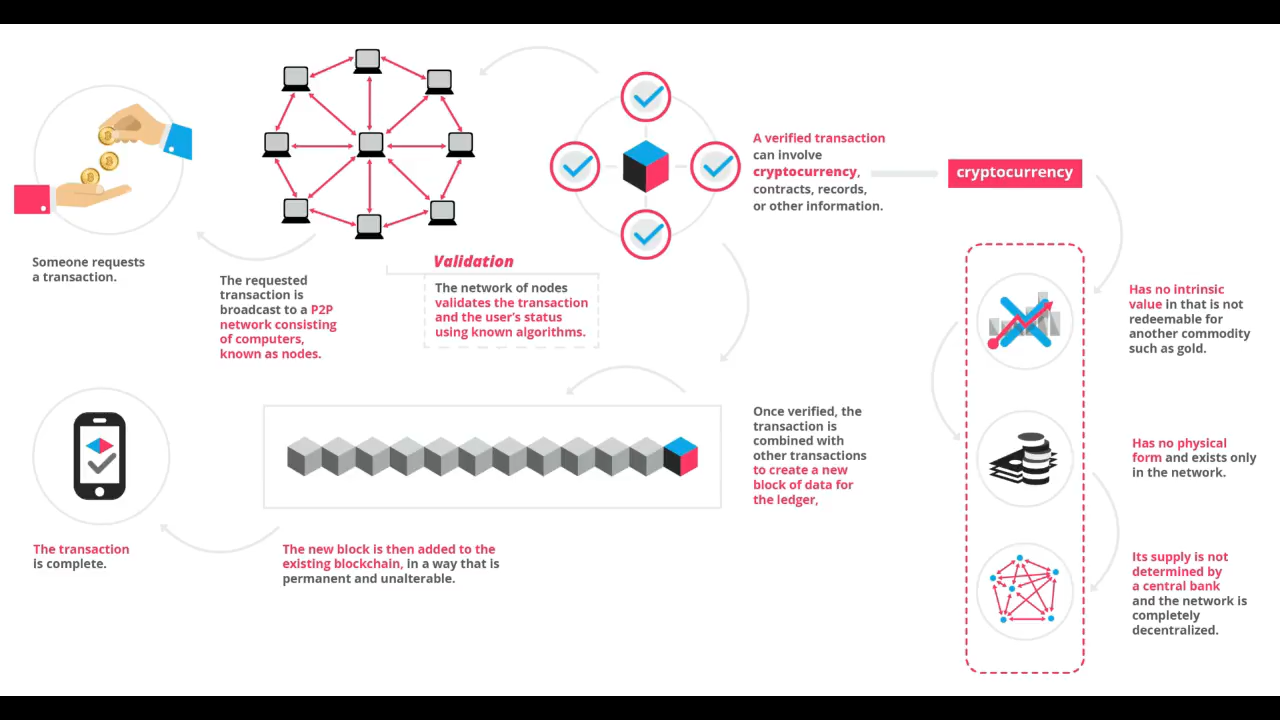 Someone requests
a transaction.
The requested
transaction is
broadcast to a P2P
network consisting
of computers,
known as nodes.
Validation
The network of nodes
validates the transaction
and the user's status
using known algorithms.
A verified transaction
can involve
cryptocurrency,
contracts, records,
or other information.
cryptocurrency
Has no intrinsic
value in that is not
redeemable for
another commodity
such as gold.
Has no physical
form and exists only
in the network.
Its supply is not
determined by
a central bank
and the network is
completely
decentralized.
Once verified, the
transaction is
combined with
other transactions
to create a new
block of data for
the ledger,
The new block is then added to the
existing blockchain, in a way that is
permanent and unalterable.
The transaction
is complete.